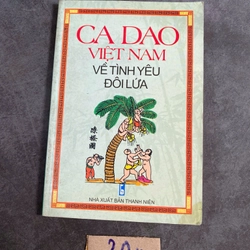 CA DAO
VIỆT NAM
VỀ TÌNH YÊU
ĐÔI LỨA
NHÀ XUẤT BẢN THANH NIÊN